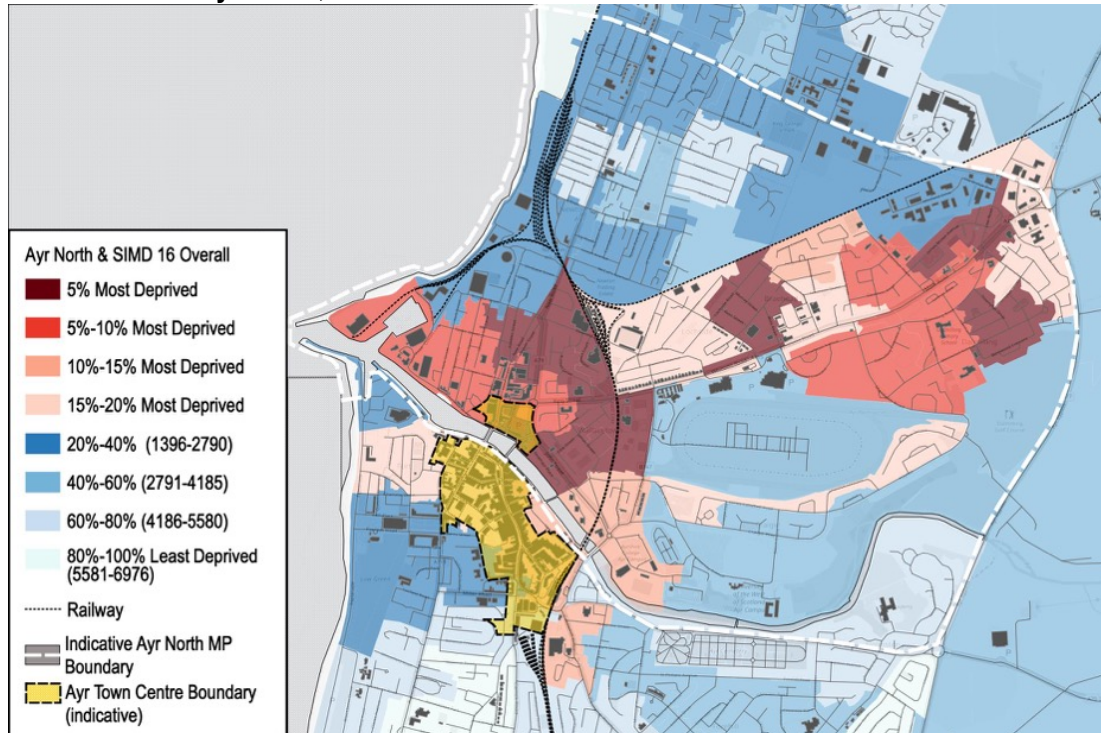 Ayr North & SIMD 16 Overall
5% Most Deprived
5%-10% Most Deprived
10%-15% Most Deprived
15%-20% Most Deprived
20%-40% (1396-2790)
40%-60% (2791-4185)
60%-80% (4186-5580)
80%-100% Least Deprived
(5581-6976)
Railway
Indicative Ayr North MP
Boundary
Ayr Town Centre Boundary
(indicative)